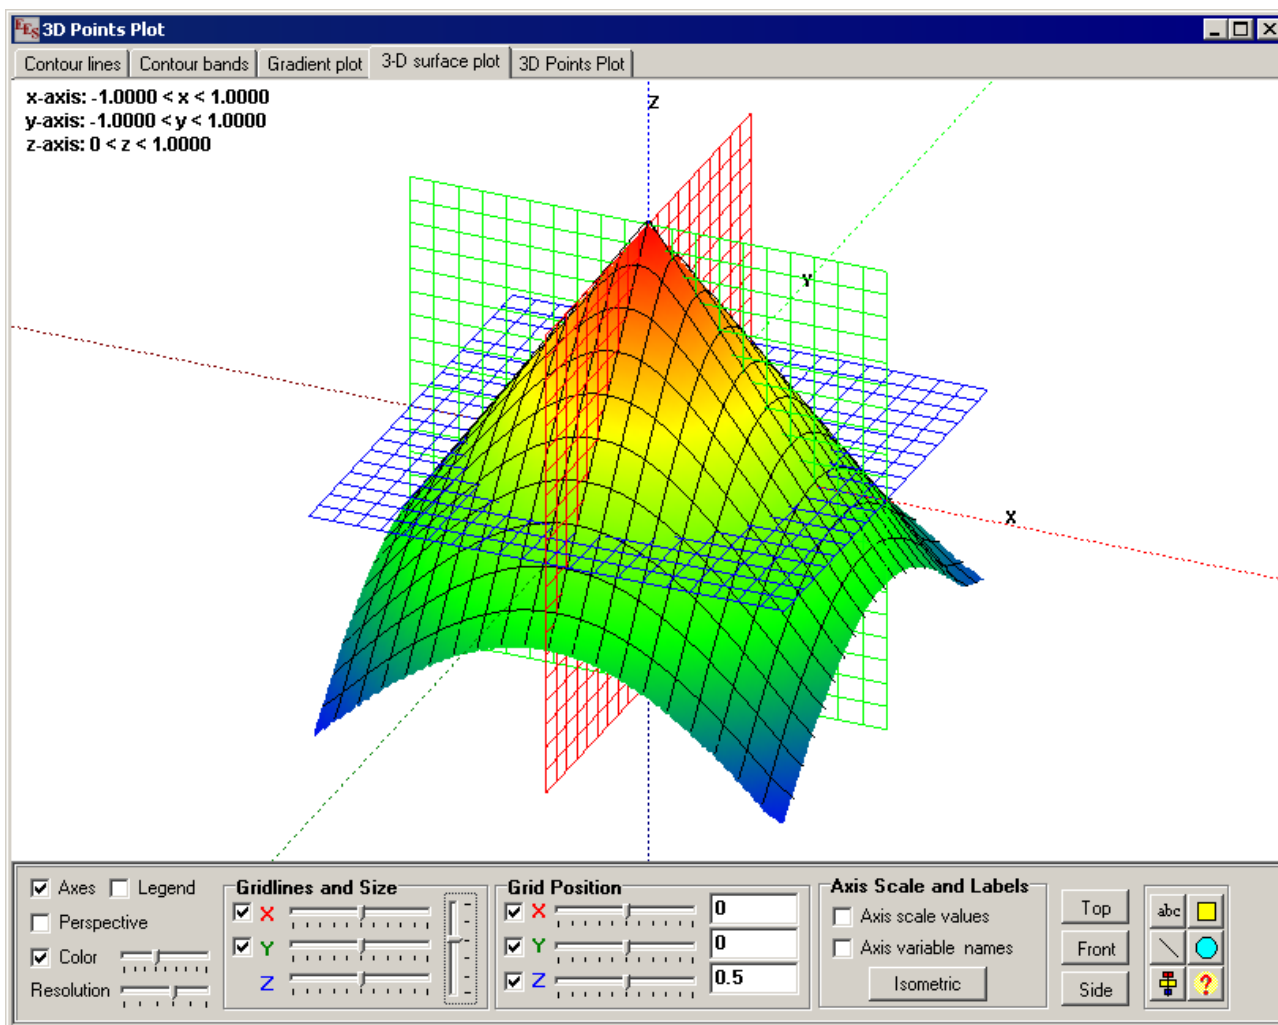 EES 3D Points Plot
Contour lines Contour bands Gradient plot 3-D surface plot 3D Points Plot
x-axis: -1.0000 < x < 1.0000
y-axis: -1.0000 < y < 1.0000
z-axis: 0 < z < 1.0000
Z
Y
X
Axes Legend
Perspective
Color
Resolution
Gridlines and Size
X
Y
Z
Grid Position
X 0
Y 0
Z 0.5
Axis Scale and Labels
Axis scale values
Axis variable names
Isometric
Top
Front
Side
abc
?